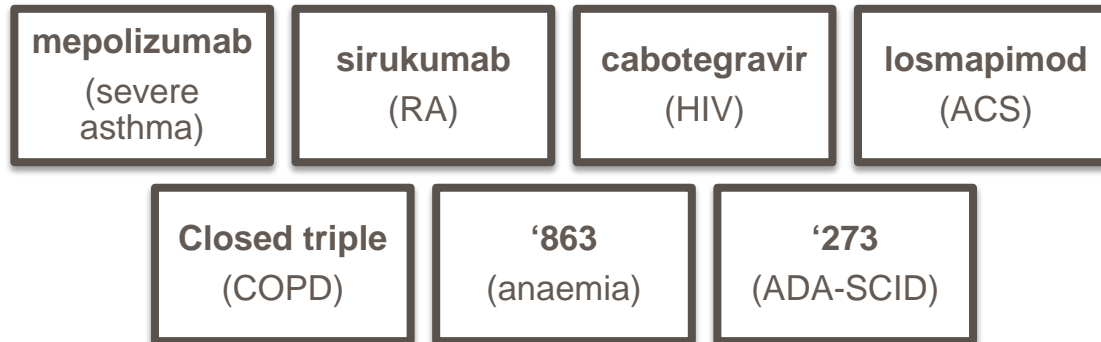 mepolizumab
(severe
asthma)
sirukumab
(RA)
cabotegravir
(HIV)
losmapimod
(ACS)
Closed triple
(COPD)
‘863
(anaemia)
‘273
(ADA-SCID)